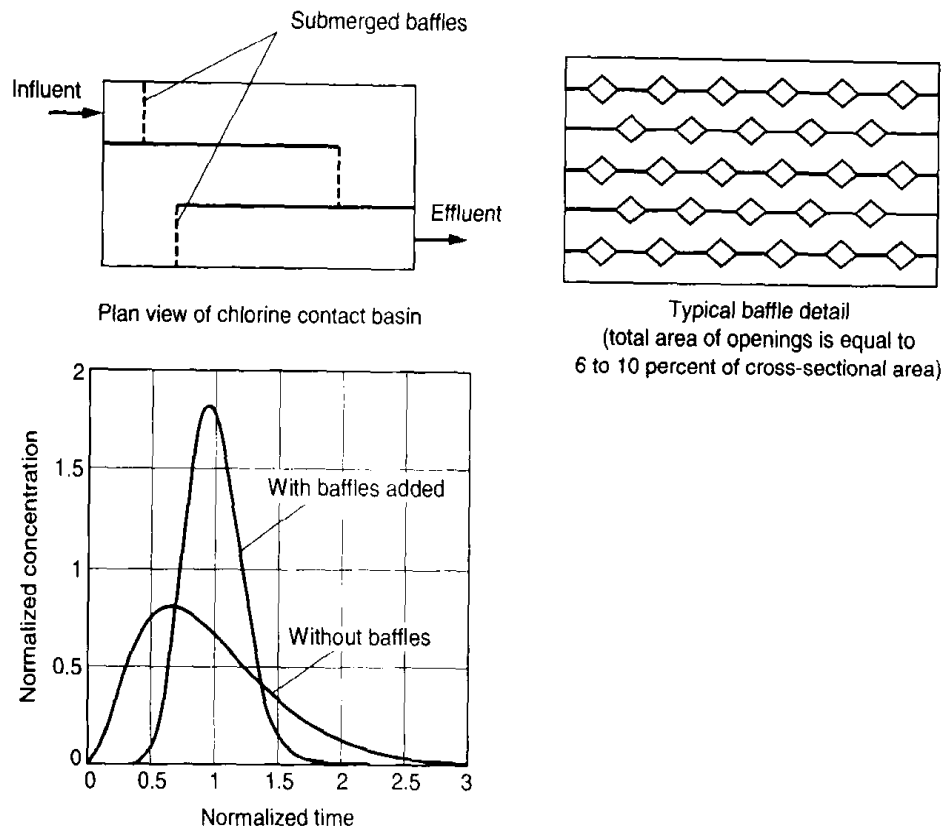 Submerged baffles
Influent
Effluent
Plan view of chlorine contact basin
Typical baffle detail
(total area of openings is equal to
6 to 10 percent of cross-sectional area)
2
1.5
1
0.5
0
Normalized concentration
With baffles added
Without baffles
0 0.5 1 1.5 2 2.5 3
Normalized time